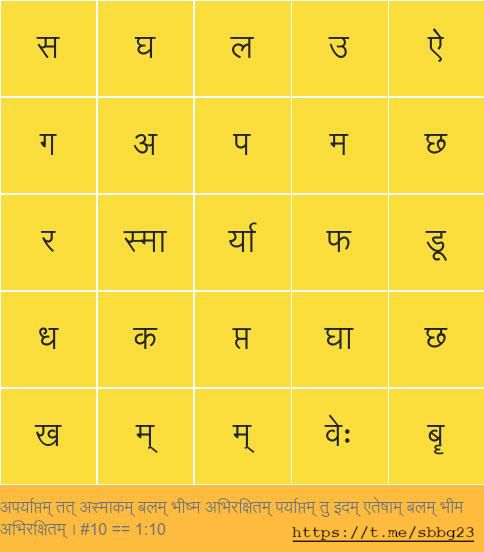 स घ ल उ ऐ
ग अ प म छ
र स्मा र्या फ डू
ध क प्त घा छ
ख म् म् वेः बृ
अपर्याप्तम् तत् अस्माकम् बलम् भीष्म अभिरक्षितम् पर्याप्तम् तु इदम् एतेषाम् बलम् भीम
अभिरक्षितम् । #10 == 1:10
https://t.me/sbbg23